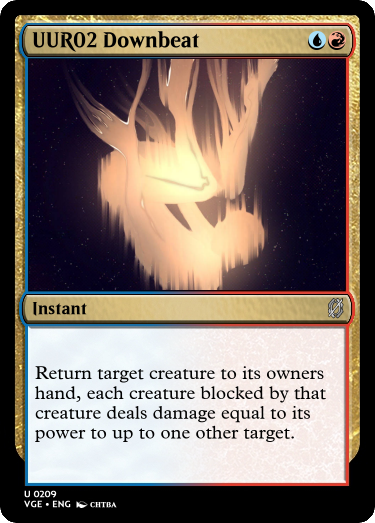 UUR02 Downbeat
Instant
Return target creature to its owners
hand, each creature blocked by that
creature deals damage equal to its
power to up to one other target.
U 0209
VGE • ENG CHTBA